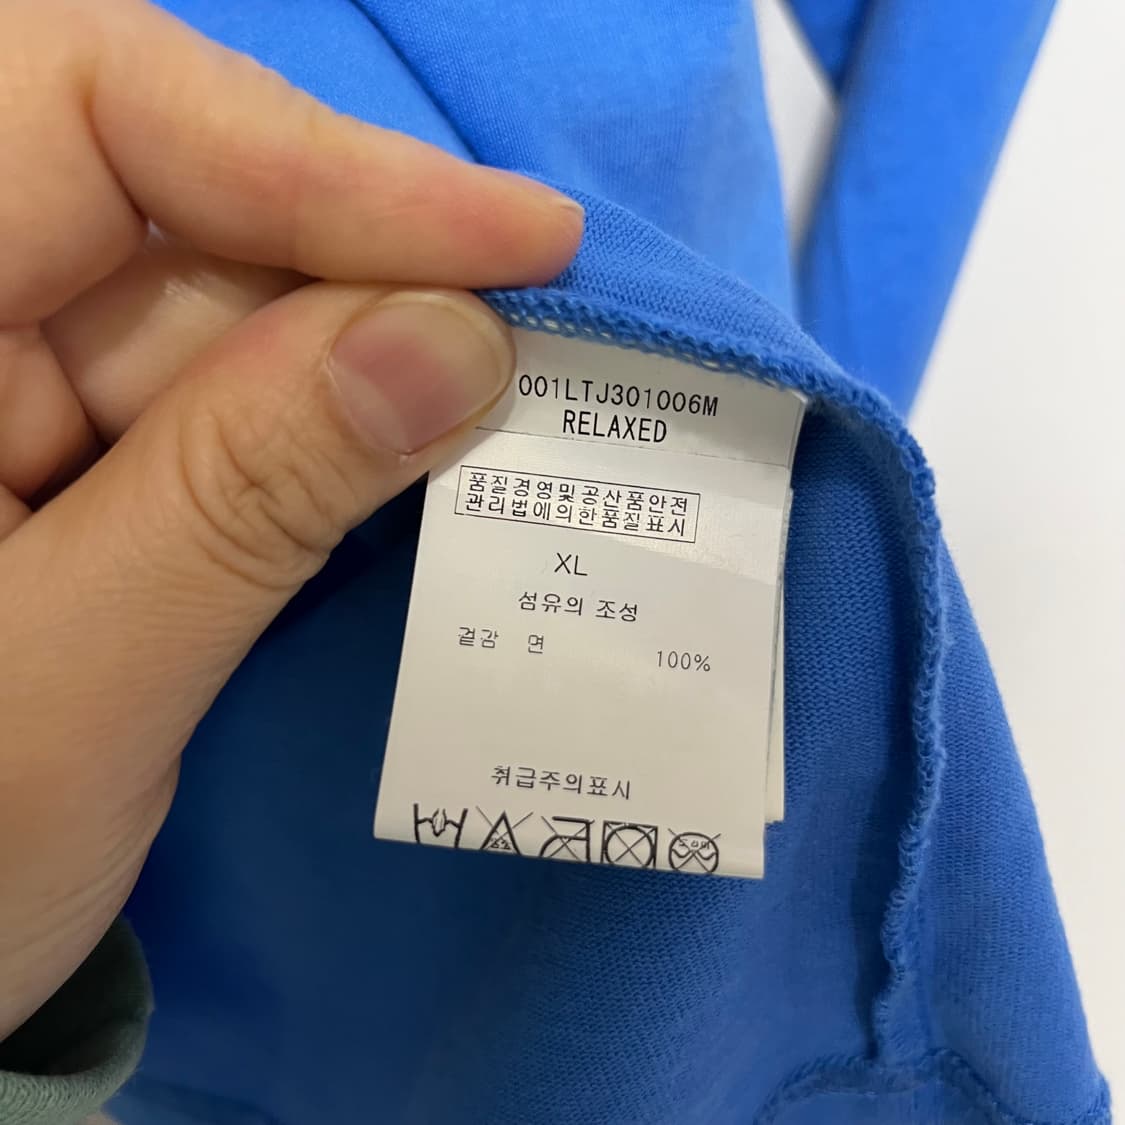 001LTJ301006M
RELAXED
품질경영및공산품안전
관리법에의한품질표시
XL
섬유의 조성
겉감 면 100%
취급주의표시